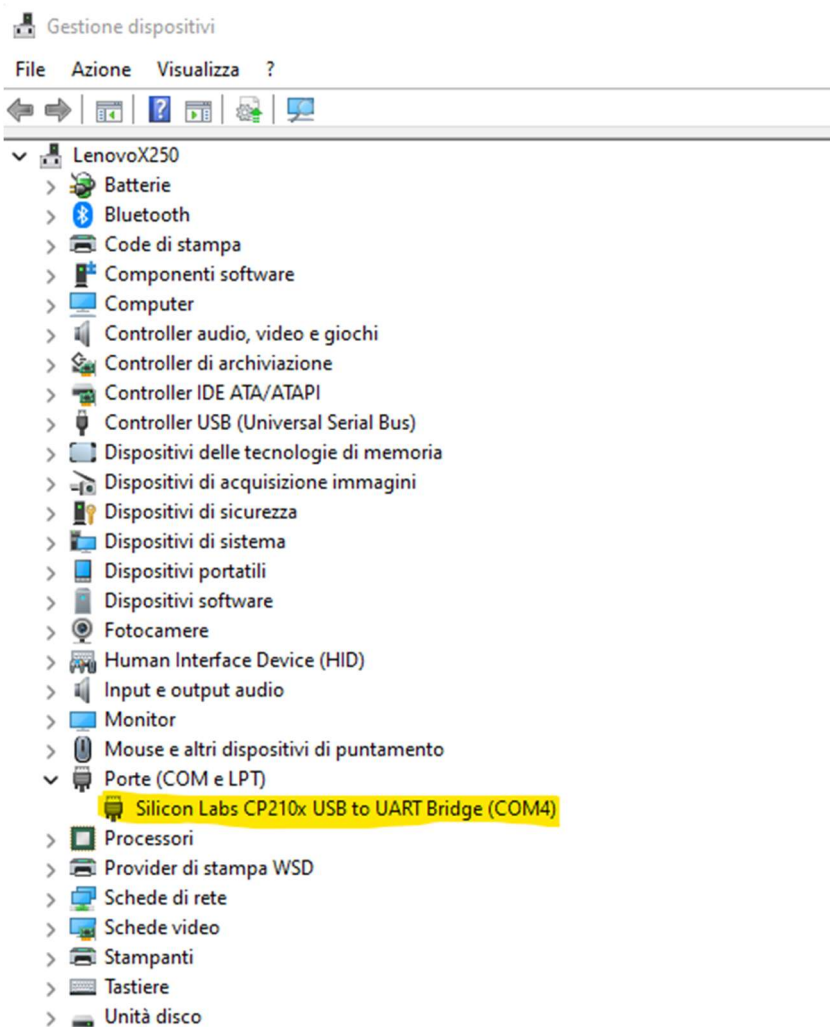 Gestione dispositivi
File Azione Visualizza ?
LenovoX250
Batterie
Bluetooth
Code di stampa
Componenti software
Computer
Controller audio, video e giochi
Controller di archiviazione
Controller IDE ATA/ATAPI
Controller USB (Universal Serial Bus)
Dispositivi delle tecnologie di memoria
Dispositivi di acquisizione immagini
Dispositivi di sicurezza
Dispositivi di sistema
Dispositivi portatili
Dispositivi software
Fotocamere
Human Interface Device (HID)
Input e output audio
Monitor
Mouse e altri dispositivi di puntamento
Porte (COM e LPT)
Silicon Labs CP210x USB to UART Bridge (COM4)
Processori
Provider di stampa WSD
Schede di rete
Schede video
Stampanti
Tastiere
Unità disco